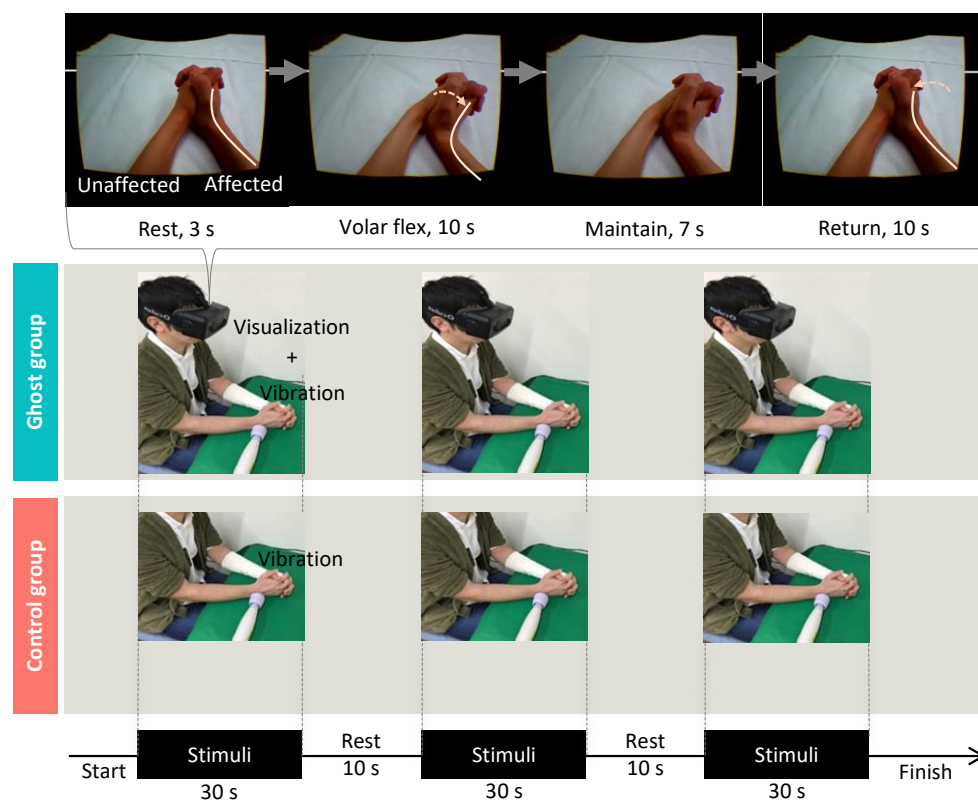 Unaffected
Affected
Rest, 3 s
Volar flex, 10 s
Maintain, 7 s
Return, 10 s
Ghost group
Visualization
+
Vibration
Control group
Vibration
Start
Stimuli
30 s
Rest
10 s
Stimuli
30 s
Rest
10 s
Stimuli
30 s
Finish